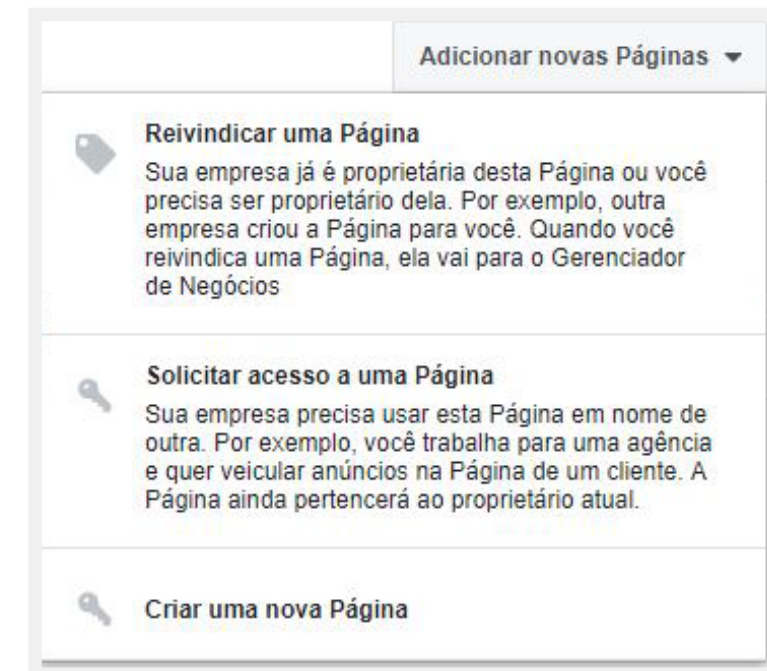 Adicionar novas Páginas
Reivindicar uma Página
Sua empresa já é proprietária desta Página ou você
precisa ser proprietário dela. Por exemplo, outra
empresa criou a Página para você. Quando você
reivindica uma Página, ela vai para o Gerenciador
de Negócios
Solicitar acesso a uma Página
Sua empresa precisa usar esta Página em nome de
outra. Por exemplo, você trabalha para uma agência
e quer veicular anúncios na Página de um cliente. A
Página ainda pertencerá ao proprietário atual.
Criar uma nova Página